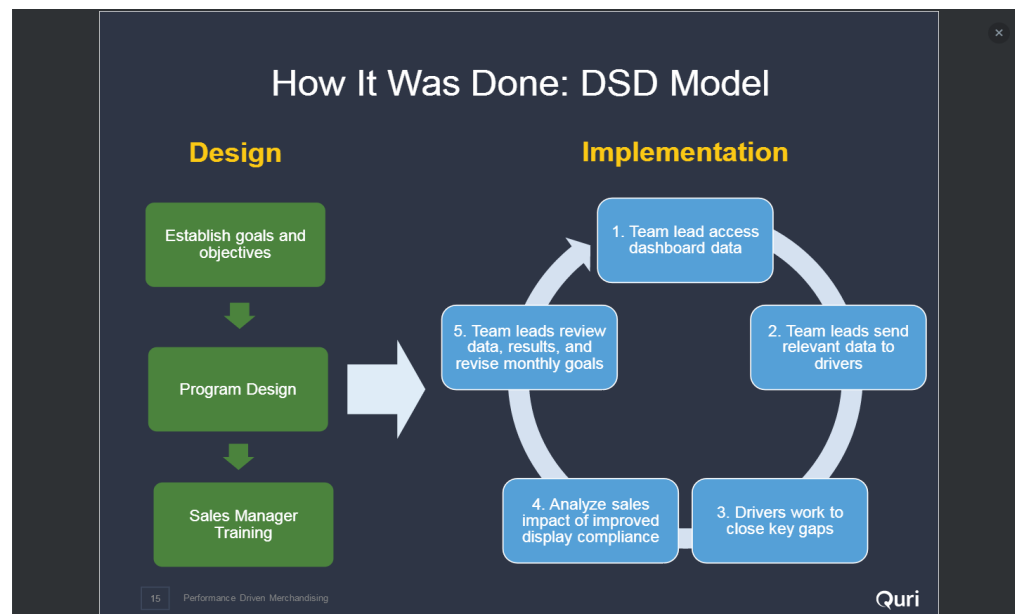 How It Was Done: DSD Model
Design
Establish goals and
objectives
Program Design
Sales Manager
Training
Implementation
1. Team lead access
dashboard data
2. Team leads send
relevant data to
drivers
3. Drivers work to
close key gaps
4. Analyze sales
impact of improved
display compliance
5. Team leads review
data, results, and
revise monthly goals
15
Performance Driven Merchandising
Quri